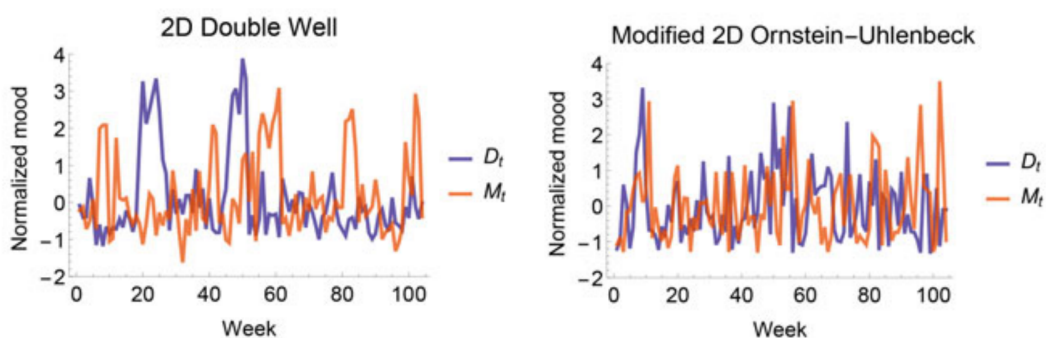 2D Double Well
Normalized mood
4
3
2
1
0
−1
−2
0 20 40 60 80 100
Week
D_t
M_t
Modified 2D Ornstein−Uhlenbeck
Normalized mood
4
3
2
1
0
−1
−2
0 20 40 60 80 100
Week
D_t
M_t